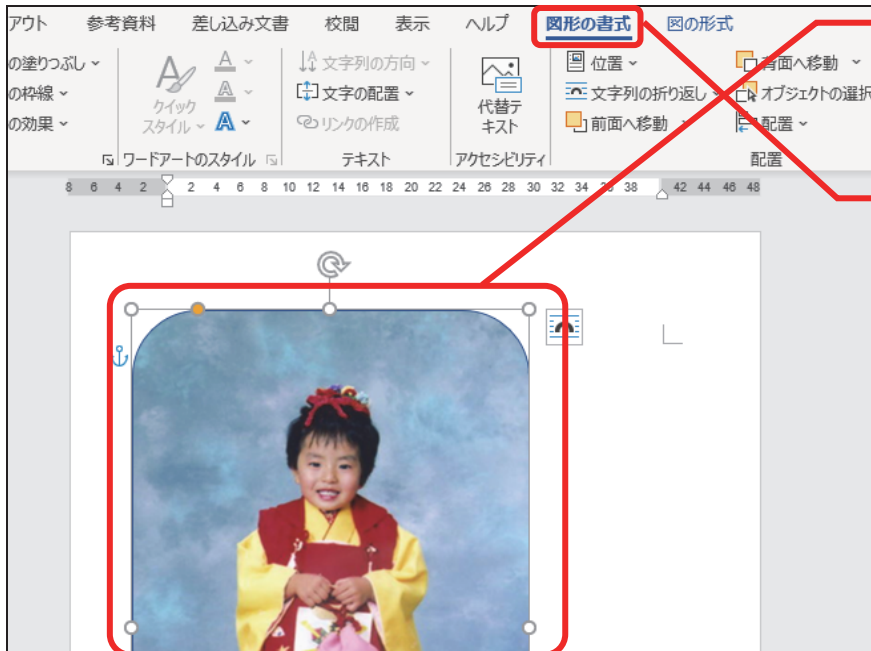 アウト 参考資料 差し込み文書 校閲 表示 ヘルプ 図形の書式 図の形式
の塗りつぶし
の枠線
の効果
クイック
スタイル
A
A
A
ワードアートのスタイル
文字列の方向
文字の配置
リンクの作成
テキスト
代替テ
キスト
アクセシビリティ
位置
文字列の折り返し
前面へ移動
背面へ移動
オブジェクトの選択
配置
配置
8 6 4 2 2 4 6 8 10 12 14 16 18 20 22 24 26 28 30 32 34 36 38 42 44 46 48